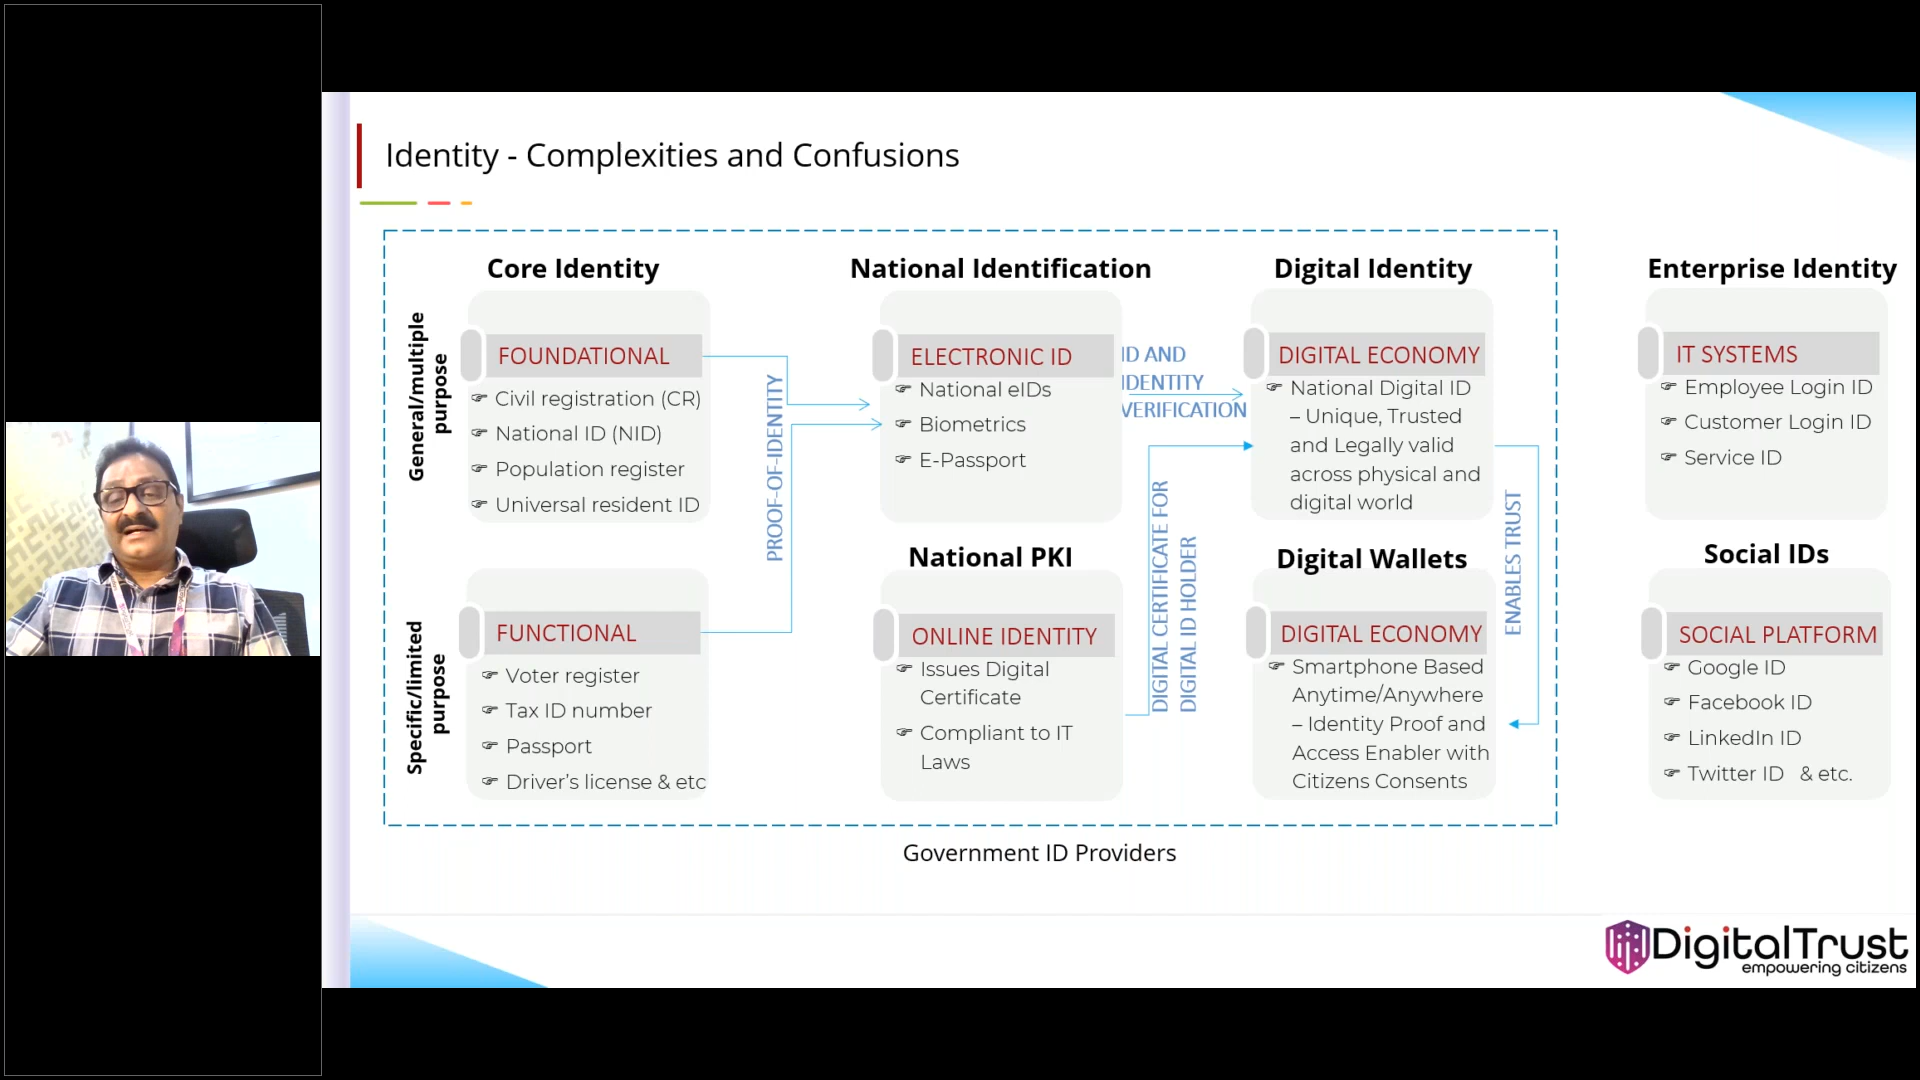 Identity - Complexities and Confusions
Core Identity
National Identification
Digital Identity
Enterprise Identity
General/multiple
purpose
FOUNDATIONAL
Civil registration (CR)
National ID (NID)
Population register
Universal resident ID
PROOF-OF-IDENTITY
ELECTRONIC ID
National eIDs
Biometrics
E-Passport
ID AND
IDENTITY
VERIFICATION
DIGITAL ECONOMY
National Digital ID
– Unique, Trusted
and Legally valid
across physical and
digital world
IT SYSTEMS
Employee Login ID
Customer Login ID
Service ID
National PKI
Digital Wallets
Social IDs
Specific/limited
purpose
FUNCTIONAL
Voter register
Tax ID number
Passport
Driver’s license & etc
ONLINE IDENTITY
Issues Digital
Certificate
Compliant to IT
Laws
DIGITAL CERTIFICATE FOR
DIGITAL ID HOLDER
DIGITAL ECONOMY
Smartphone Based
Anytime/Anywhere
– Identity Proof and
Access Enabler with
Citizens Consents
ENABLES TRUST
SOCIAL PLATFORM
Google ID
Facebook ID
LinkedIn ID
Twitter ID & etc.
Government ID Providers
DigitalTrust
empowering citizens